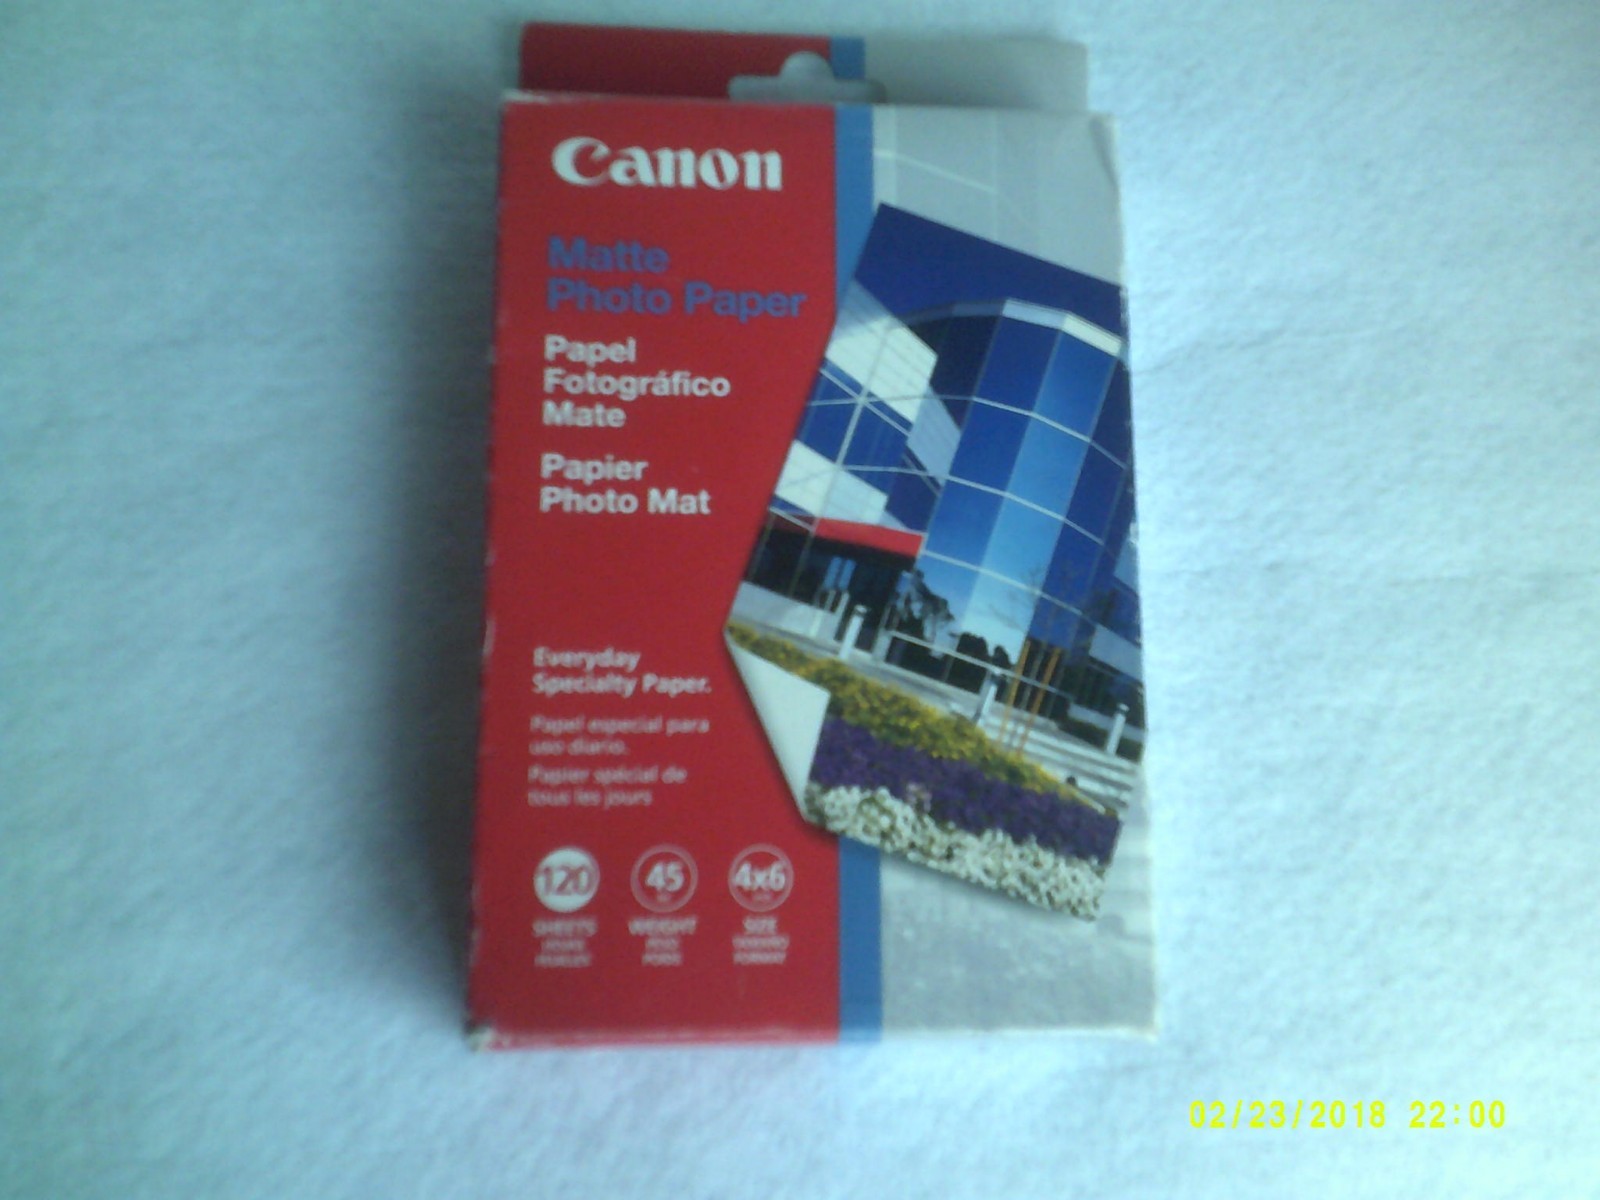 Canon
Matte
Photo Paper
Papel
Fotográfico
Mate
Papier
Photo Mat
Everyday
Specialty Paper.
Papel especial para
uso diario.
Papier spécial de
tous les jours
120 45 4x6
SHEETS WEIGHT SIZE
02/23/2018 22:00